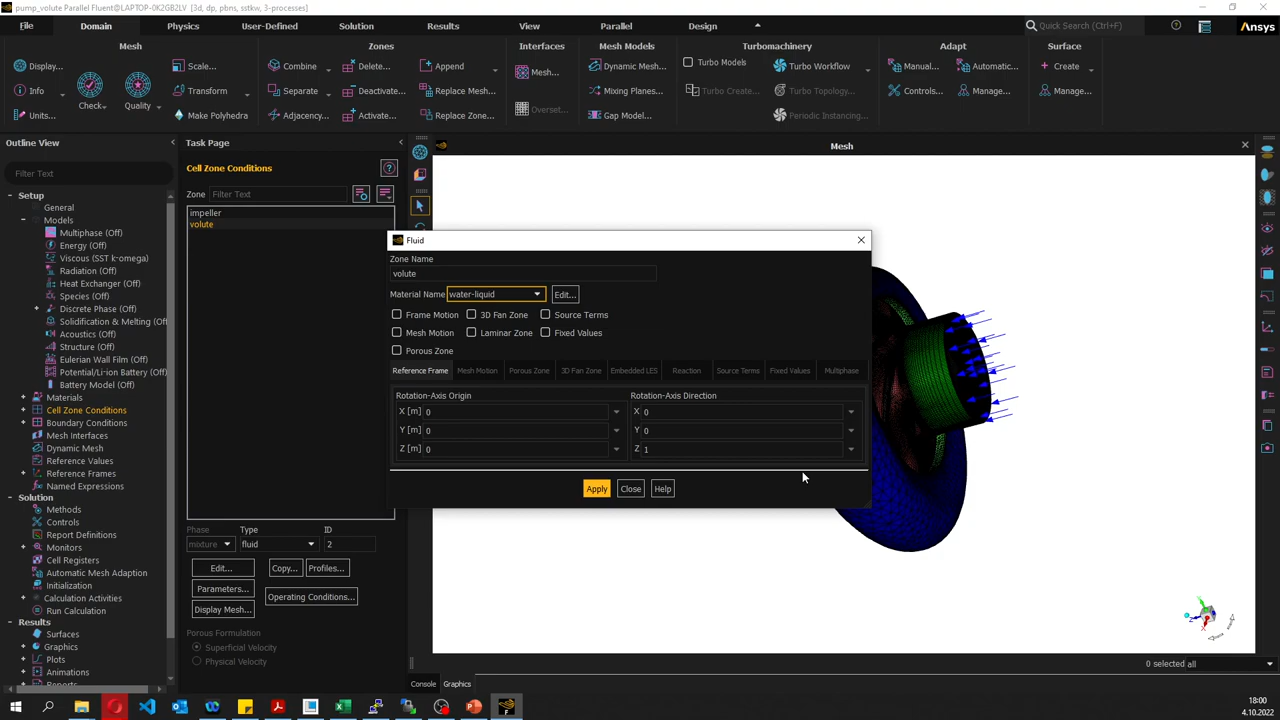 pump_volute Parallel Fluent@LAPTOP-0K2GB2LV [3d, dp, pbns, sstkw, 3-processes]
File Domain Physics User-Defined Solution Results View Parallel Design Quick Search (Ctrl+F) Ansys
Mesh Zones Interfaces Mesh Models Turbomachinery Adapt Surface
Display... Scale... Combine Delete... Append Mesh... Dynamic Mesh... Turbo Models Turbo Workflow Manual... Automatic... Create
Info Check Quality Transform Separate Deactivate... Replace Mesh... Mixing Planes... Turbo Create... Turbo Topology... Controls... Manage... Manage...
Units... Make Polyhedra Adjacency... Activate... Replace Zone... Overset... Gap Model... Periodic Instancing...
Outline View
Filter Text
Setup
General
Models
Multiphase (Off)
Energy (Off)
Viscous (SST k-omega)
Radiation (Off)
Heat Exchanger (Off)
Species (Off)
Discrete Phase (Off)
Solidification & Melting (Off
Acoustics (Off)
Structure (Off)
Eulerian Wall Film (Off)
Potential/Li-ion Battery (Off)
Battery Model (Off)
Materials
Cell Zone Conditions
Boundary Conditions
Mesh Interfaces
Dynamic Mesh
Reference Values
Reference Frames
Named Expressions
Solution
Methods
Controls
Report Definitions
Monitors
Cell Registers
Automatic Mesh Adaption
Initialization
Calculation Activities
Run Calculation
Results
Surfaces
Graphics
Plots
Animations
Reports
Task Page
Cell Zone Conditions
Zone Filter Text
impeller
volute
Phase Type ID
mixture fluid 2
Edit... Copy... Profiles...
Parameters... Operating Conditions...
Display Mesh...
Porous Formulation
Superficial Velocity
Physical Velocity
Mesh
Fluid
Zone Name
volute
Material Name water-liquid Edit...
Frame Motion 3D Fan Zone Source Terms
Mesh Motion Laminar Zone Fixed Values
Porous Zone
Reference Frame Mesh Motion Porous Zone 3D Fan Zone Embedded LES Reaction Source Terms Fixed Values Multiphase
Rotation-Axis Origin Rotation-Axis Direction
X [m] 0 X 0
Y [m] 0 Y 0
Z [m] 0 Z 1
Apply Close Help
Console Graphics
0 selected all
18:00
4.10.2022